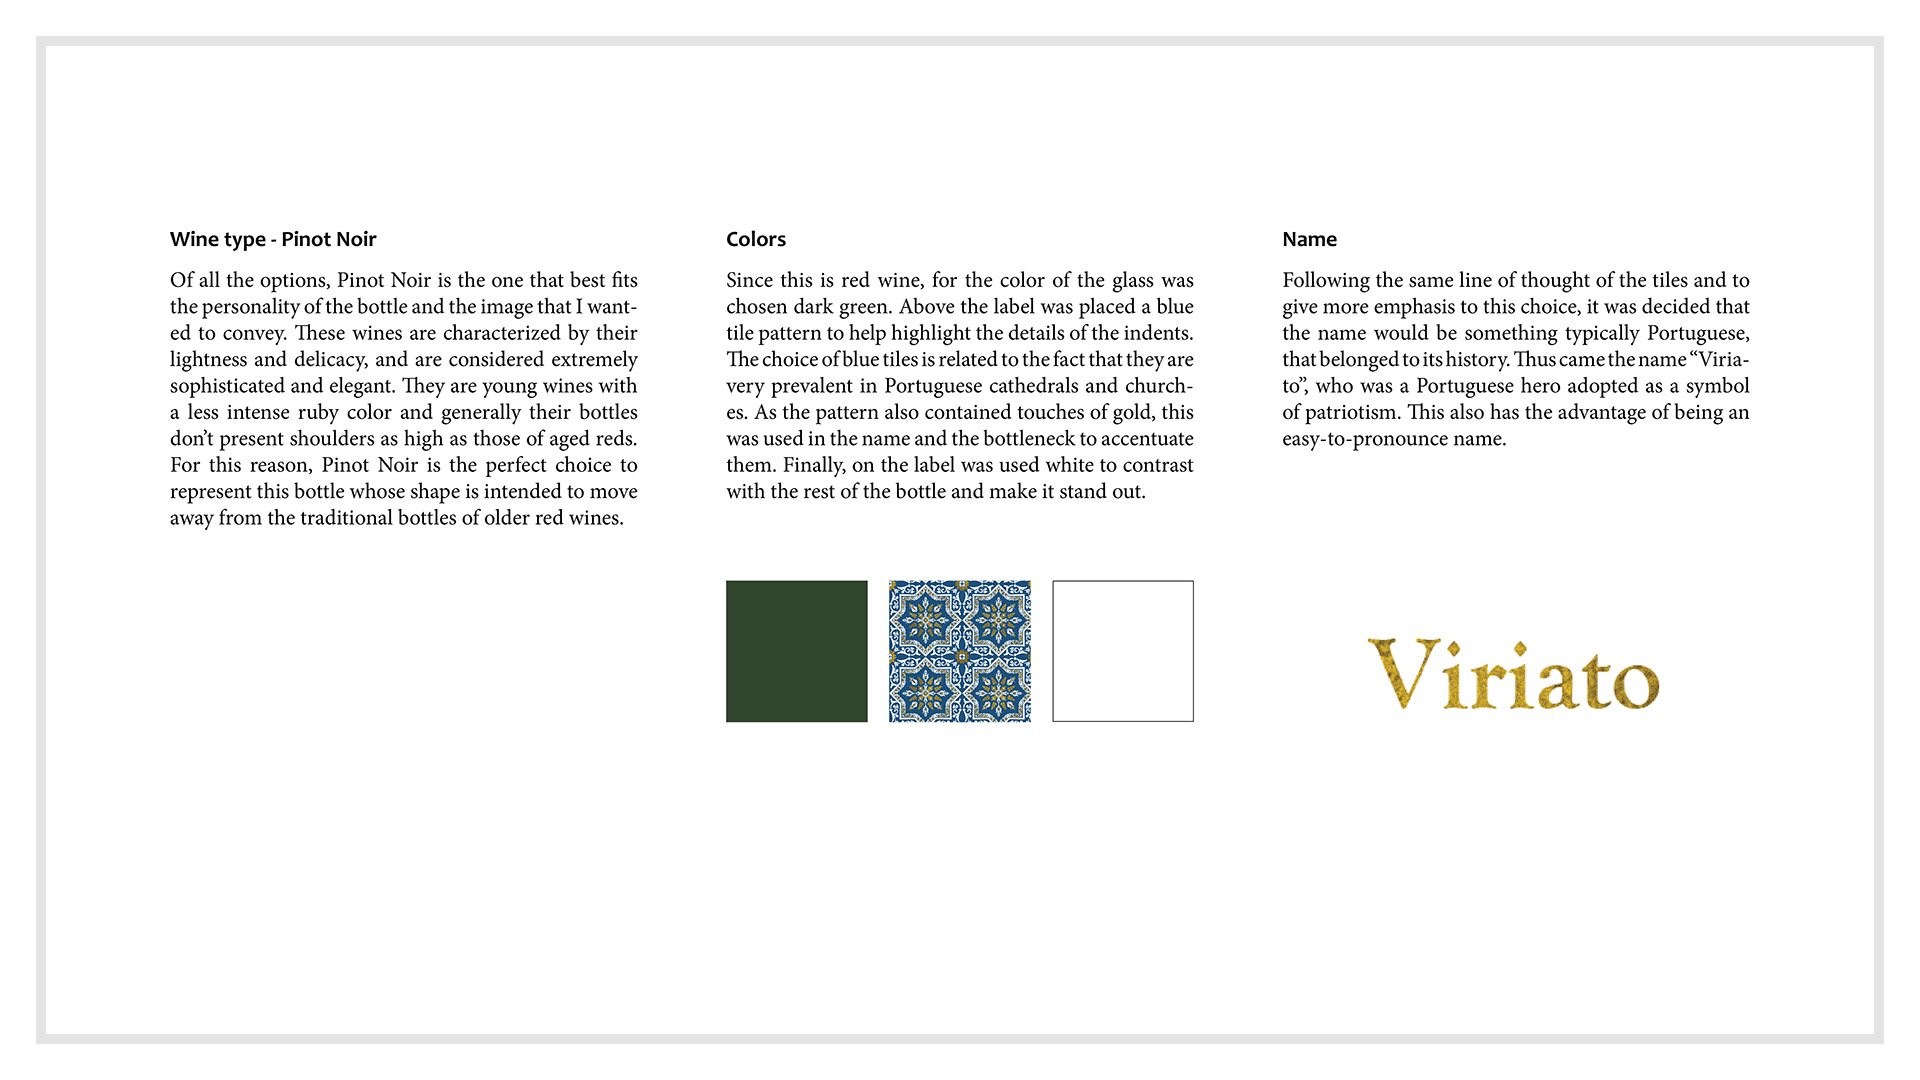 Wine type - Pinot Noir
Of all the options, Pinot Noir is the one that best fits
the personality of the bottle and the image that I want-
ed to convey. These wines are characterized by their
lightness and delicacy, and are considered extremely
sophisticated and elegant. They are young wines with
a less intense ruby color and generally their bottles
don’t present shoulders as high as those of aged reds.
For this reason, Pinot Noir is the perfect choice to
represent this bottle whose shape is intended to move
away from the traditional bottles of older red wines.
Colors
Since this is red wine, for the color of the glass was
chosen dark green. Above the label was placed a blue
tile pattern to help highlight the details of the indents.
The choice of blue tiles is related to the fact that they are
very prevalent in Portuguese cathedrals and church-
es. As the pattern also contained touches of gold, this
was used in the name and the bottleneck to accentuate
them. Finally, on the label was used white to contrast
with the rest of the bottle and make it stand out.
Name
Following the same line of thought of the tiles and to
give more emphasis to this choice, it was decided that
the name would be something typically Portuguese,
that belonged to its history. Thus came the name “Viria-
to”, who was a Portuguese hero adopted as a symbol
of patriotism. This also has the advantage of being an
easy-to-pronounce name.
Viriato